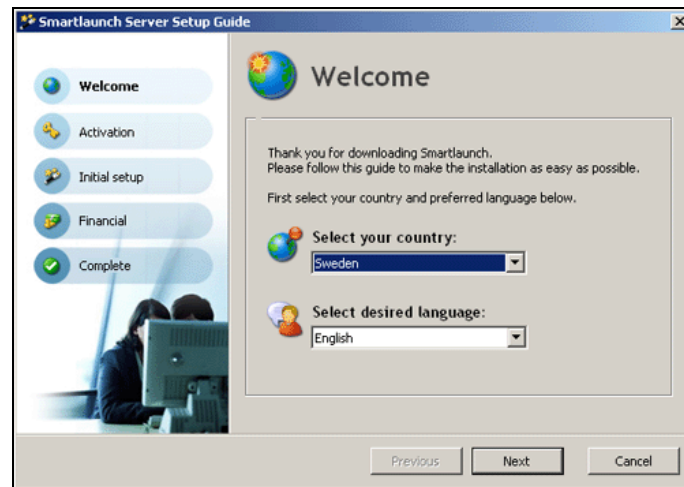 Smartlaunch Server Setup Guide
Welcome
Activation
Initial setup
Financial
Complete
Welcome
Thank you for downloading Smartlaunch.
Please follow this guide to make the installation as easy as possible.
First select your country and preferred language below.
Select your country:
Sweden
Select desired language:
English
Previous
Next
Cancel